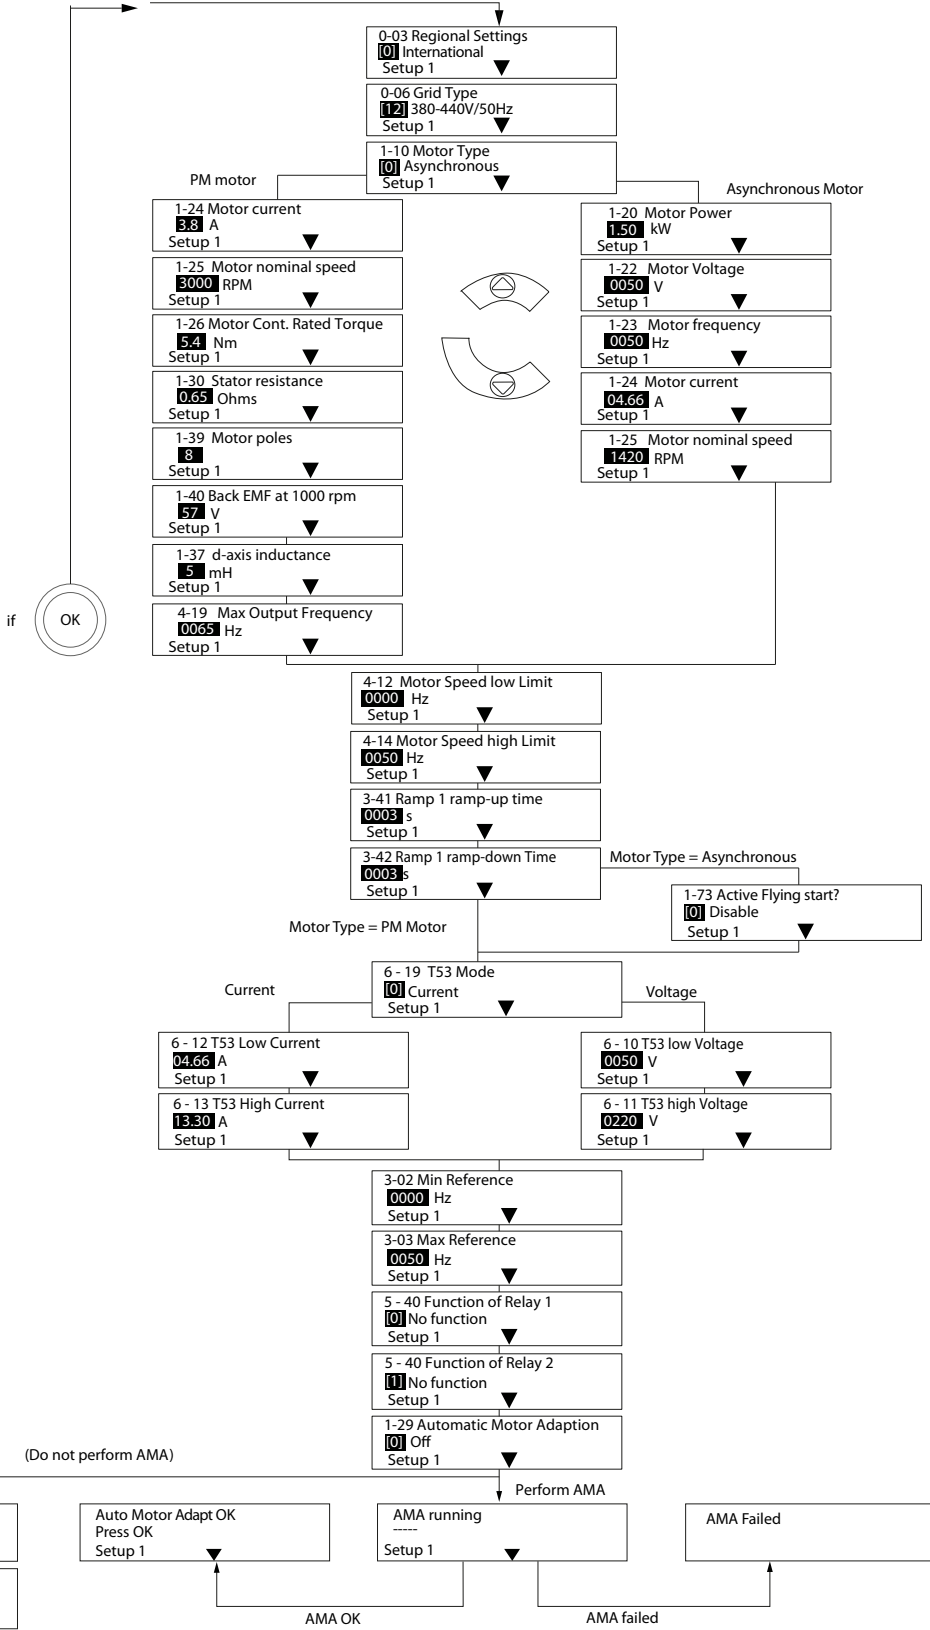 0-03 Regional Settings
[0] International
Setup 1
0-06 Grid Type
[12] 380-440V/50Hz
Setup 1
1-10 Motor Type
[0] Asynchronous
Setup 1
PM motor
Asynchronous Motor
1-24 Motor current
3.8 A
Setup 1
1-25 Motor nominal speed
3000 RPM
Setup 1
1-26 Motor Cont. Rated Torque
5.4 Nm
Setup 1
1-30 Stator resistance
0.65 Ohms
Setup 1
1-39 Motor poles
8
Setup 1
1-40 Back EMF at 1000 rpm
57 V
Setup 1
1-37 d-axis inductance
5 mH
Setup 1
4-19 Max Output Frequency
0065 Hz
Setup 1
1-20 Motor Power
1.50 kW
Setup 1
1-22 Motor Voltage
0050 V
Setup 1
1-23 Motor frequency
0050 Hz
Setup 1
1-24 Motor current
04.66 A
Setup 1
1-25 Motor nominal speed
1420 RPM
Setup 1
if
OK
4-12 Motor Speed low Limit
0000 Hz
Setup 1
4-14 Motor Speed high Limit
0050 Hz
Setup 1
3-41 Ramp 1 ramp-up time
0003 s
Setup 1
3-42 Ramp 1 ramp-down Time
0003 s
Setup 1
Motor Type = Asynchronous
1-73 Active Flying start?
[0] Disable
Setup 1
Motor Type = PM Motor
6 - 19 T53 Mode
[0] Current
Setup 1
Current
Voltage
6 - 12 T53 Low Current
04.66 A
Setup 1
6 - 13 T53 High Current
13.30 A
Setup 1
6 - 10 T53 low Voltage
0050 V
Setup 1
6 - 11 T53 high Voltage
0220 V
Setup 1
3-02 Min Reference
0000 Hz
Setup 1
3-03 Max Reference
0050 Hz
Setup 1
5 - 40 Function of Relay 1
[0] No function
Setup 1
5 - 40 Function of Relay 2
[1] No function
Setup 1
1-29 Automatic Motor Adaption
[0] Off
Setup 1
(Do not perform AMA)
Perform AMA
Auto Motor Adapt OK
Press OK
Setup 1
AMA running
-----
Setup 1
AMA Failed
AMA OK
AMA failed